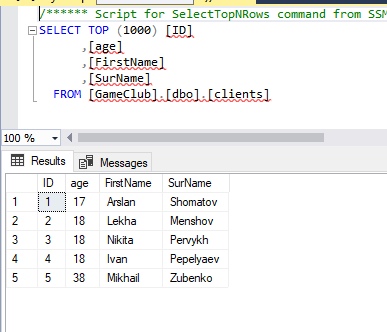 /****** Script for SelectTopNRows command from SSM
SELECT TOP (1000) [ID]
,[age]
,[FirstName]
,[SurName]
FROM [GameClub].[dbo].[clients]
100 %
Results Messages
ID age FirstName SurName
1 1 17 Arslan Shomatov
2 2 18 Lekha Menshov
3 3 18 Nikita Pervykh
4 4 18 Ivan Pepelyaev
5 5 38 Mikhail Zubenko